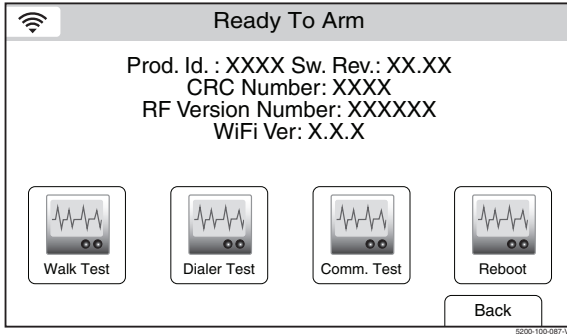 Ready To Arm
Prod. Id. : XXXX Sw. Rev.: XX.XX
CRC Number: XXXX
RF Version Number: XXXXXX
WiFi Ver: X.X.X
Walk Test
Dialer Test
Comm. Test
Reboot
Back
5200-100-087-V